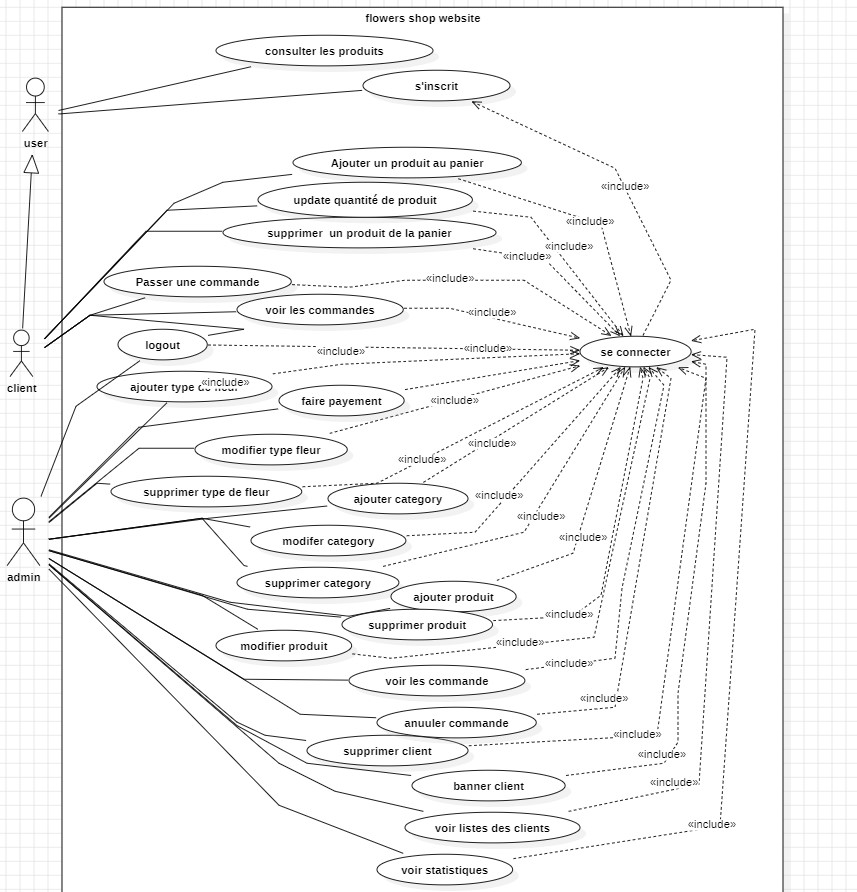 flowers shop website
consulter les produits
s'inscrit
user
Ajouter un produit au panier
«include»
update quantité de produit
«include»
supprimer un produit de la panier
«include»
«include»
Passer une commande
«include»
voir les commandes
«include»
logout
«include»
«include»
se connecter
client
ajouter type de fleur
«include»
faire payement
«include»
modifier type fleur
«include»
«include»
supprimer type de fleur
ajouter category
«include»
«include»
modifer category
«include»
admin
supprimer category
ajouter produit
supprimer produit
«include»
modifier produit
«include»
«include»
voir les commande
«include»
anuuler commande
«include»
supprimer client
«include»
banner client
«include»
voir listes des clients
«include»
voir statistiques